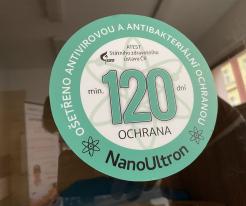 OŠETŘENO ANTIVIROVOU A ANTIBAKTERIÁLNÍ OCHRANOU
ATEST
Státního zdravotního
ústavu ČR
min. 120 dní
OCHRANA
NanoUltron